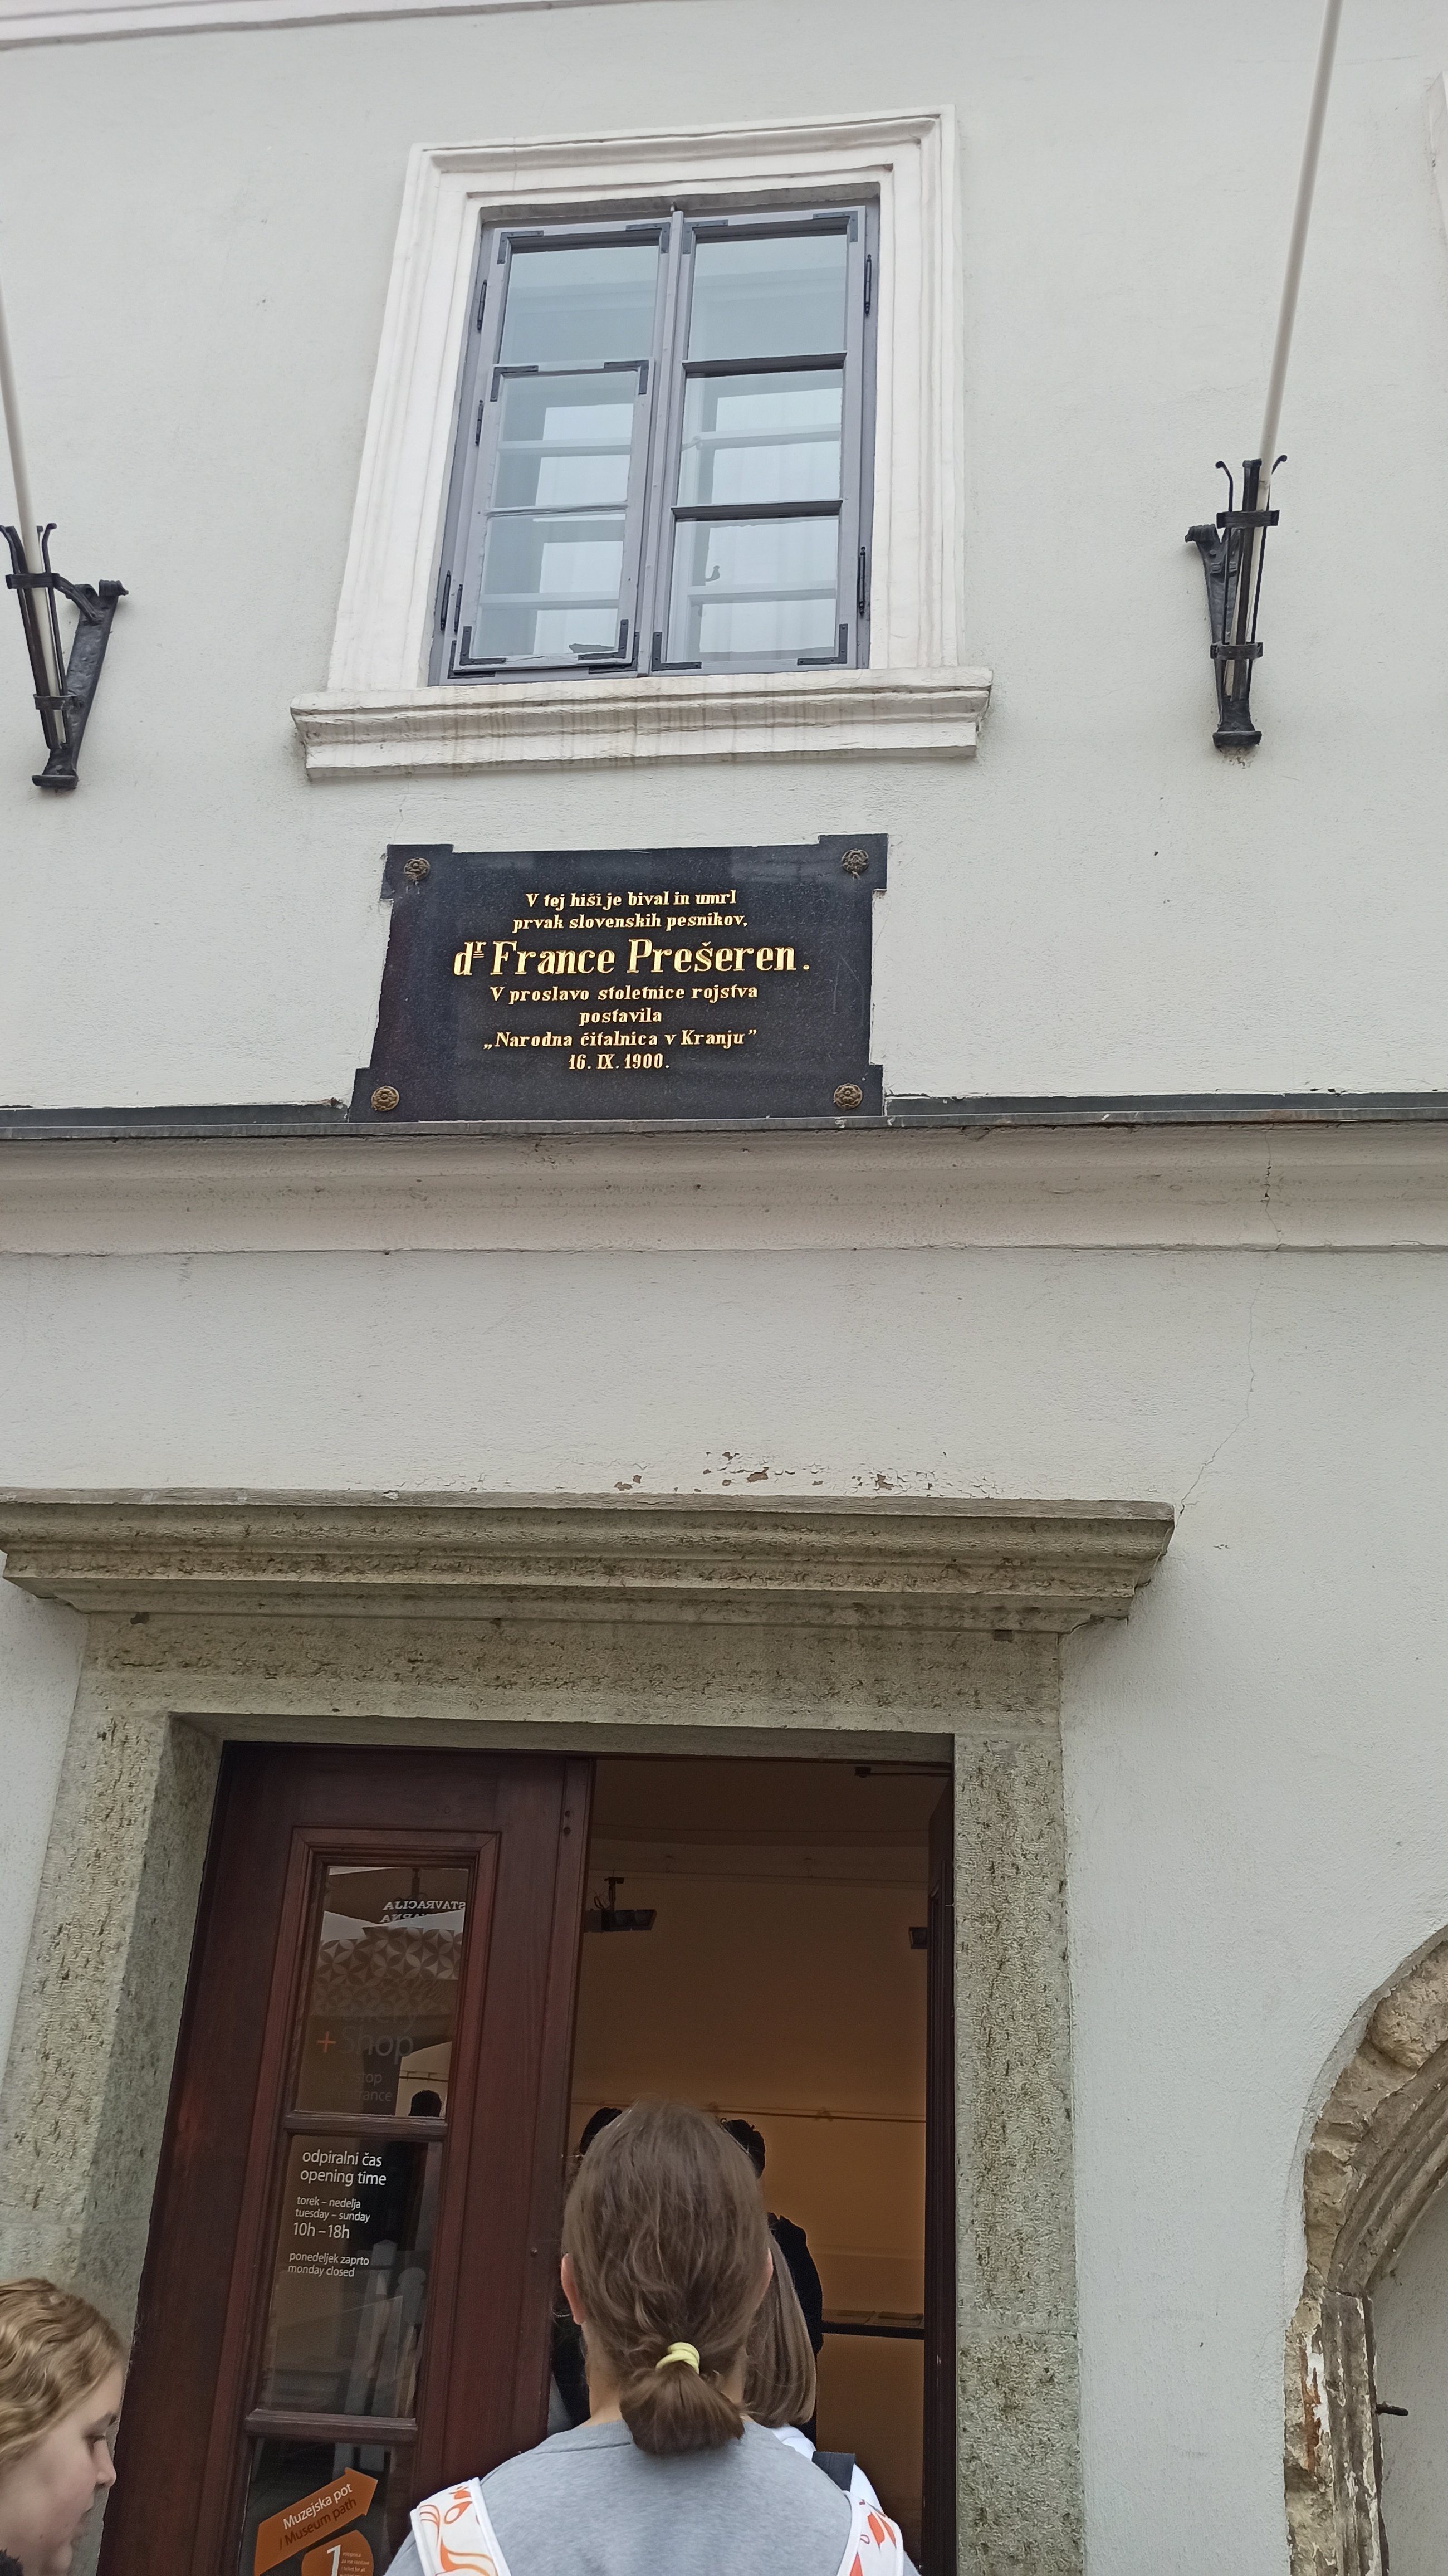 V tej hiši je bival in umrl
prvak slovenskih pesnikov,
dr France Prešeren.
V proslavo stoletnice rojstva
postavila
„Narodna čitalnica v Kranju”
16. IX. 1900.
+Shop
odpiralni čas
opening time
torek – nedelja
tuesday – sunday
10h – 18h
ponedeljek zaprto
monday closed
Muzejska pot
/ Museum path
1